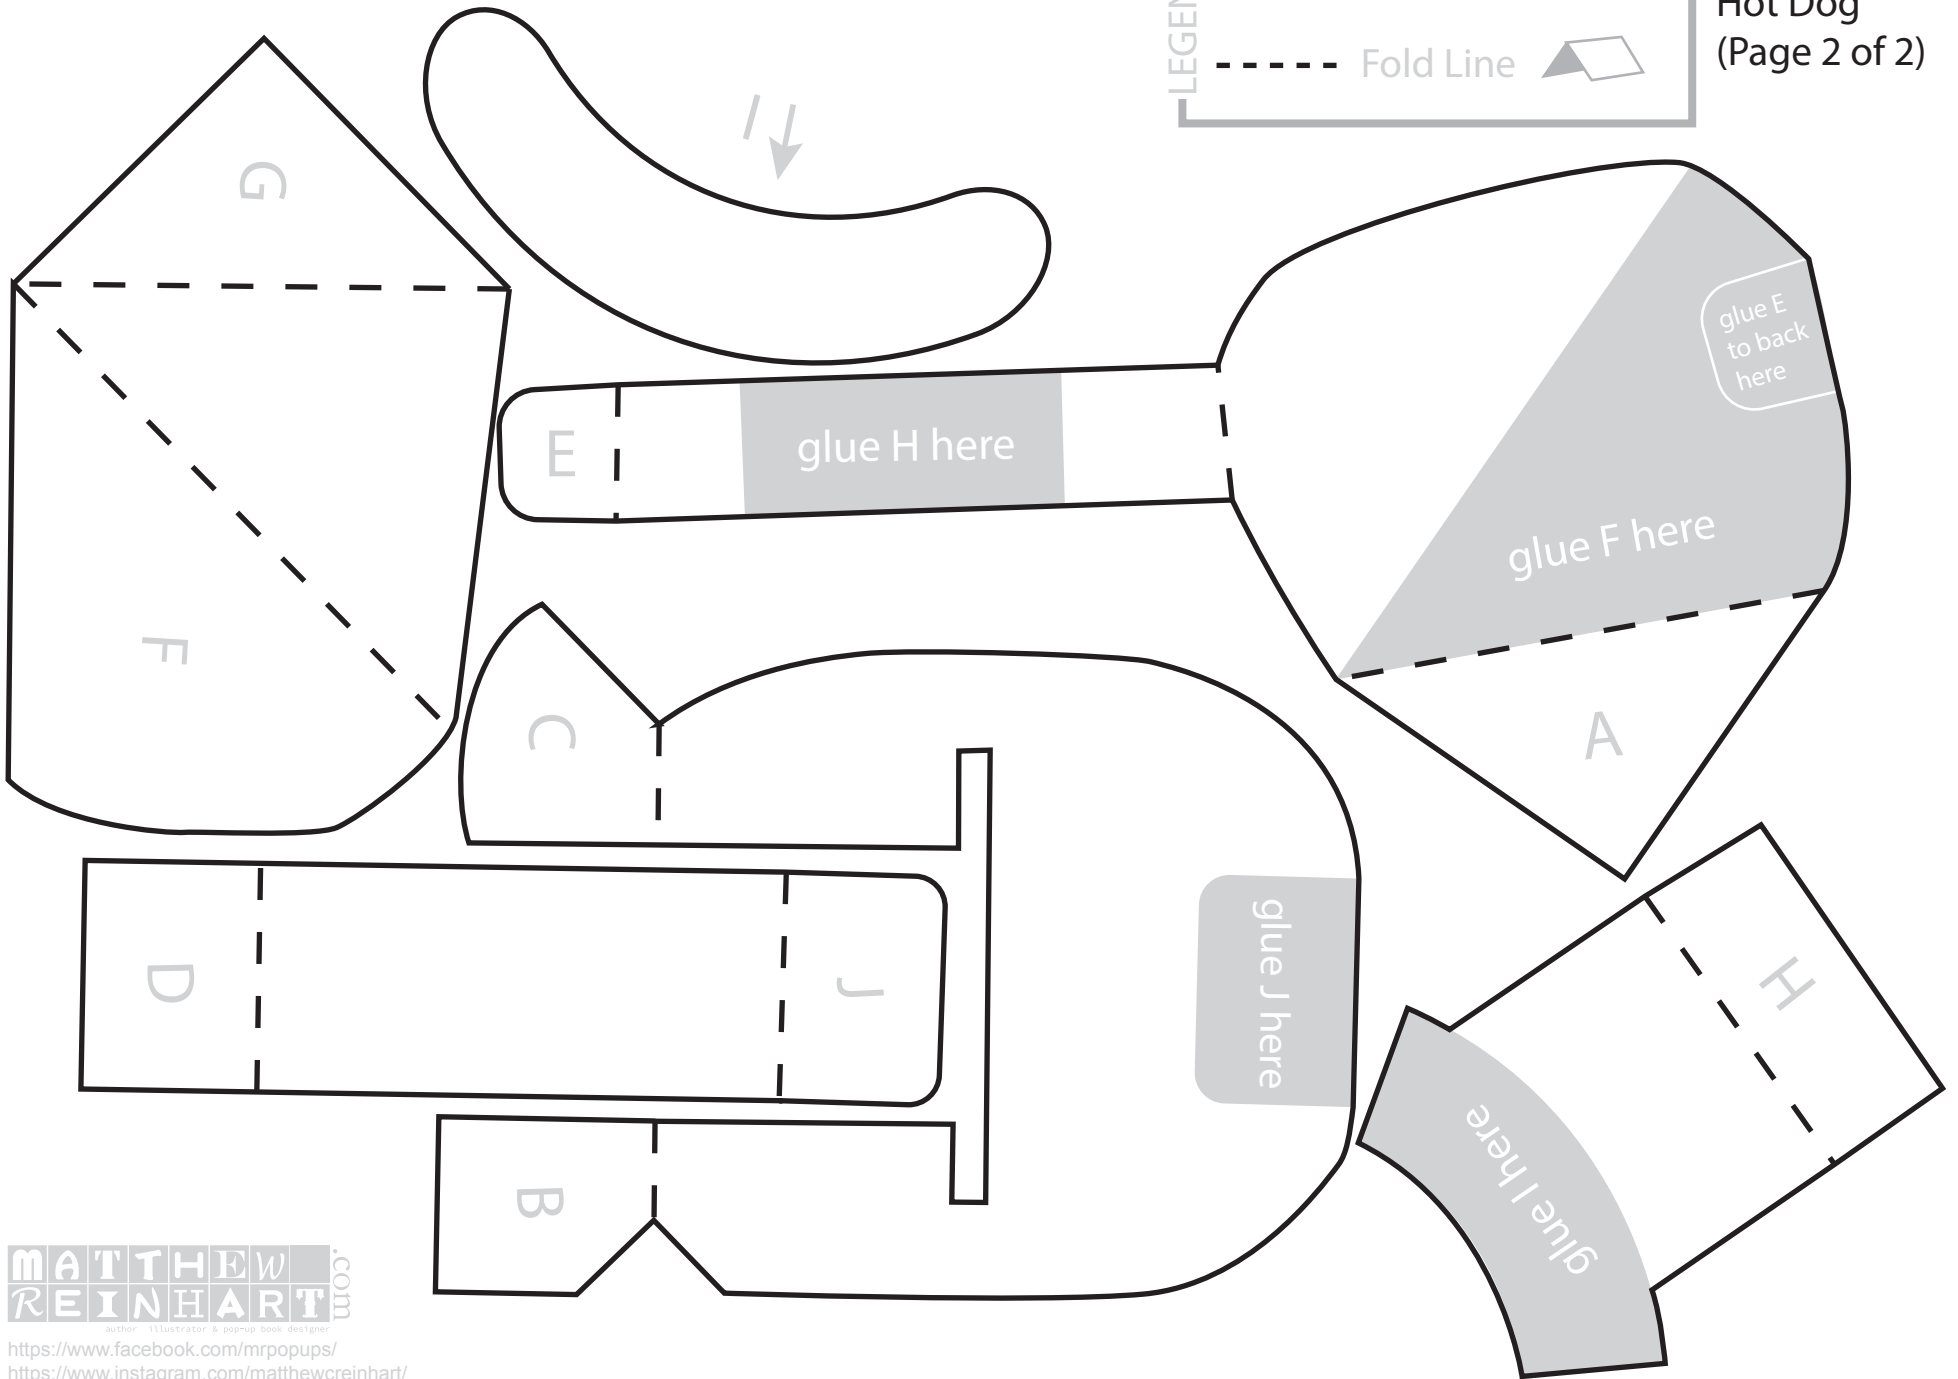 LEGEN
Hot Dog
(Page 2 of 2)
Fold Line
G
I
glue E
to back
here
E
glue H here
glue F here
F
C
A
D
J
glue J here
H
glue I here
B
MATTHEW
REINHART
.com
author illustrator & pop-up book designer
https://www.facebook.com/mrpopups/
https://www.instagram.com/matthewcreinhart/